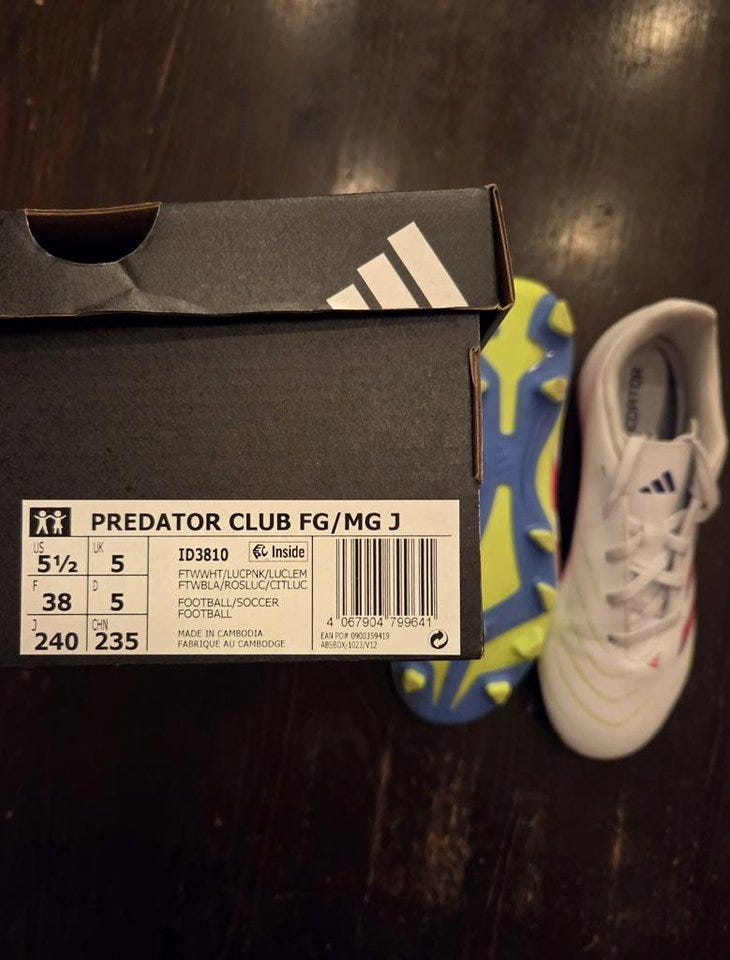 PREDATOR CLUB FG/MG J
US 5½ UK 5
F 38 D 5
J 240 CHN 235
ID3810
Inside
FTWWHT/LUCPNK/LUCLEM
FTWBLA/ROSLUC/CITLUC
FOOTBALL/SOCCER
FOOTBALL
MADE IN CAMBODIA
FABRIQUÉ AU CAMBODGE
4 067904 799641
EAN PO# 0900359419
ABSBOX/1023/V12